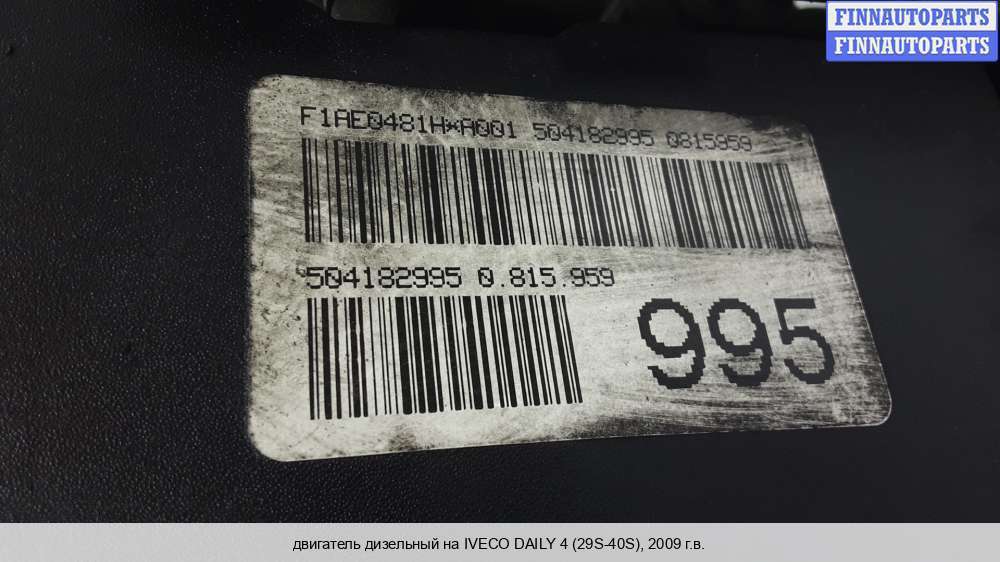 FINNAUTOPARTS
FINNAUTOPARTS
F1AE0481H*A001 504182995 0815959
504182995 0.815.959
995
двигатель дизельный на IVECO DAILY 4 (29S-40S), 2009 г.в.